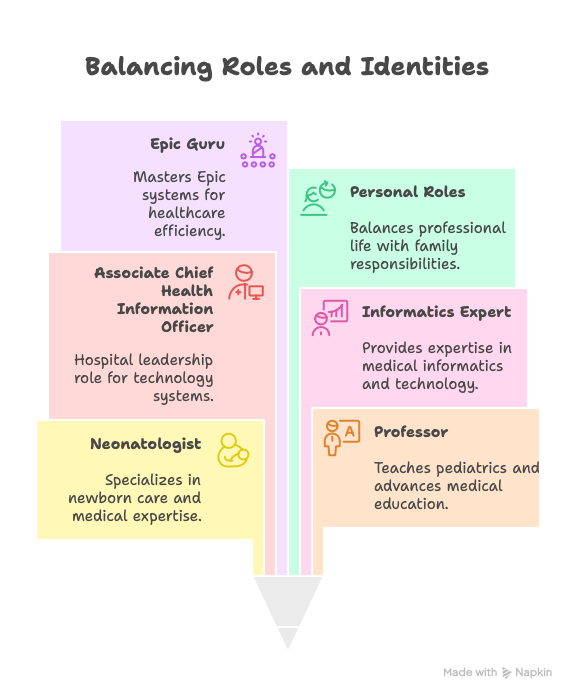 Balancing Roles and Identities
Epic Guru
Masters Epic
systems for
healthcare
efficiency.
Personal Roles
Balances professional
life with family
responsibilities.
Associate Chief
Health
Information
Officer
Hospital leadership
role for technology
systems.
Informatics Expert
Provides expertise in
medical informatics
and technology.
Neonatologist
Specializes in
newborn care and
medical expertise.
A
Professor
Teaches pediatrics and
advances medical
education.
Made with Napkin